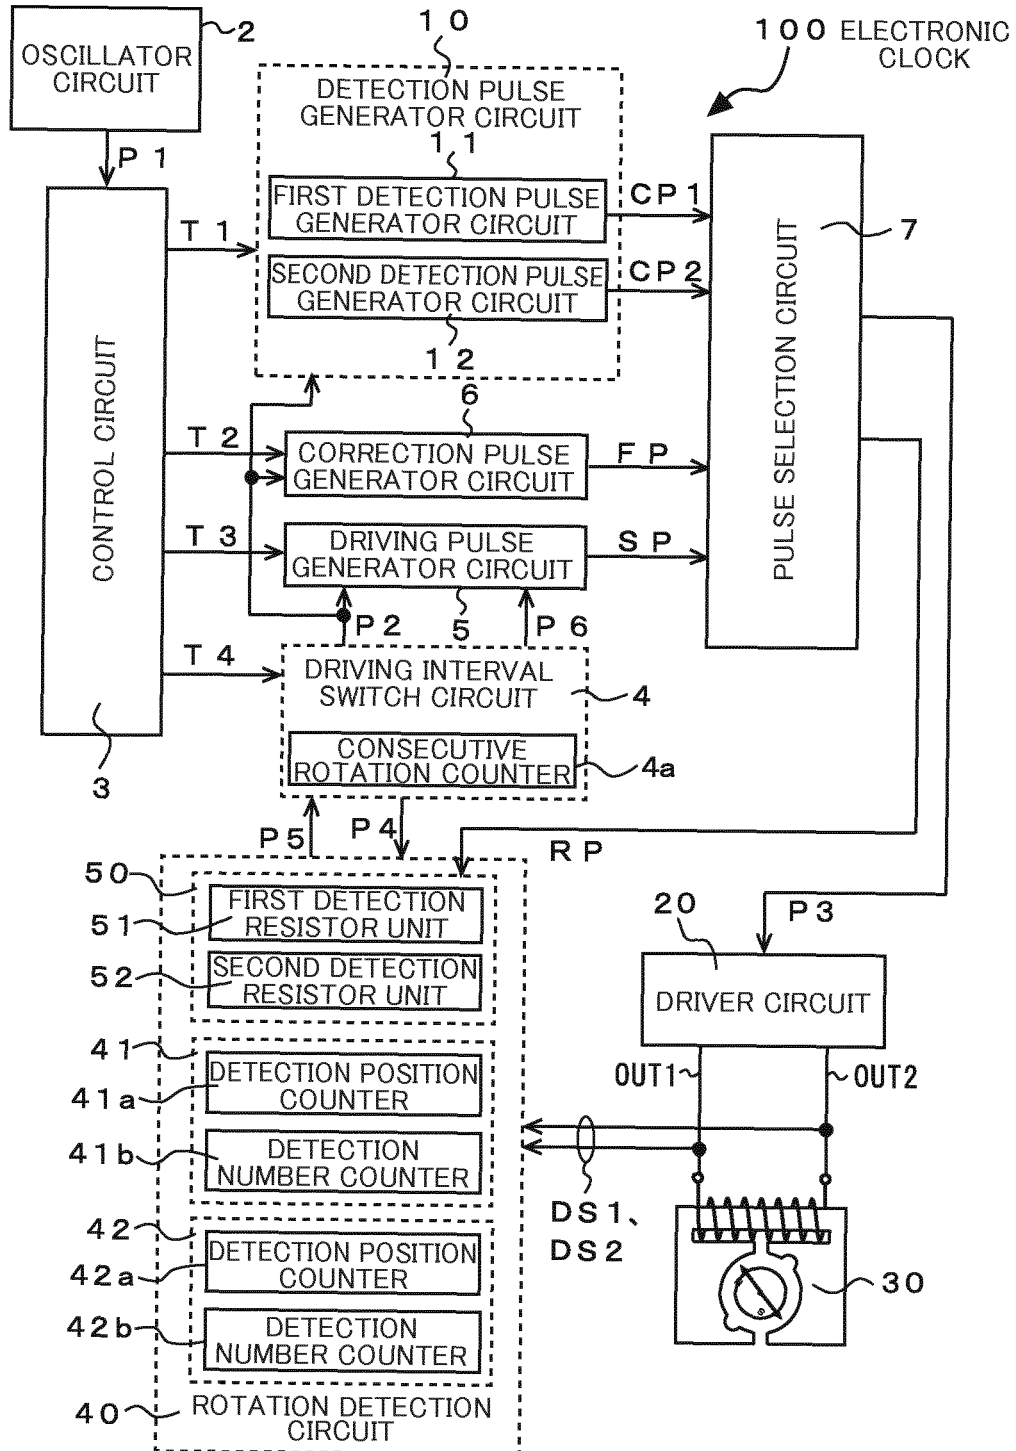 OSCILLATOR
CIRCUIT
2
10
100 ELECTRONIC
CLOCK
DETECTION PULSE
GENERATOR CIRCUIT
P1
11
FIRST DETECTION PULSE
GENERATOR CIRCUIT
CP1
T1
7
SECOND DETECTION PULSE
GENERATOR CIRCUIT
CP2
12
CONTROL CIRCUIT
PULSE SELECTION CIRCUIT
6
T2
CORRECTION PULSE
GENERATOR CIRCUIT
FP
T3
DRIVING PULSE
GENERATOR CIRCUIT
SP
P2
5
P6
T4
DRIVING INTERVAL
SWITCH CIRCUIT
4
3
CONSECUTIVE
ROTATION COUNTER
4a
P5
P4
RP
50
FIRST DETECTION
RESISTOR UNIT
51
SECOND DETECTION
RESISTOR UNIT
52
20
P3
DRIVER CIRCUIT
41
DETECTION POSITION
COUNTER
41a
OUT1
OUT2
DETECTION
NUMBER COUNTER
41b
DS1、
DS2
42
DETECTION POSITION
COUNTER
42a
30
S
DETECTION
NUMBER COUNTER
42b
40
ROTATION DETECTION
CIRCUIT